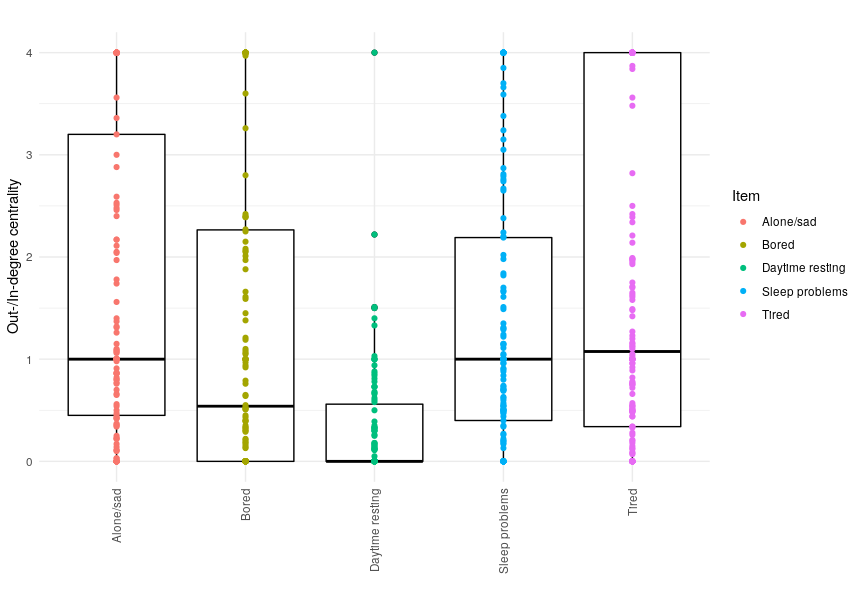 4
3
2
1
0
Out-/In-degree centrality
Alone/sad
Bored
Daytime resting
Sleep problems
Tired
Item
Alone/sad
Bored
Daytime resting
Sleep problems
Tired